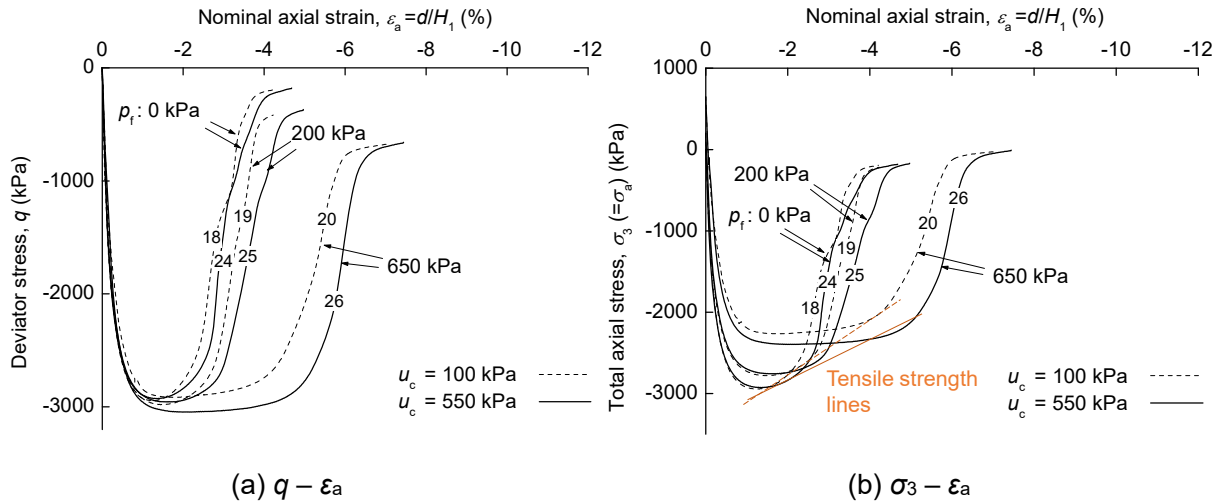 Nominal axial strain, εa =d/H1 (%)
0 -2 -4 -6 -8 -10 -12
0
-1000
-2000
-3000
Deviator stress, q (kPa)
pf : 0 kPa
200 kPa
650 kPa
18
24
19
25
20
26
uc = 100 kPa
uc = 550 kPa
(a) q – εa
Nominal axial strain, εa =d/H1 (%)
0 -2 -4 -6 -8 -10 -12
1000
0
-1000
-2000
-3000
Total axial stress, σ3 (=σa) (kPa)
200 kPa
pf : 0 kPa
650 kPa
18
24
19
25
20
26
Tensile strength
lines
uc = 100 kPa
uc = 550 kPa
(b) σ3 – εa